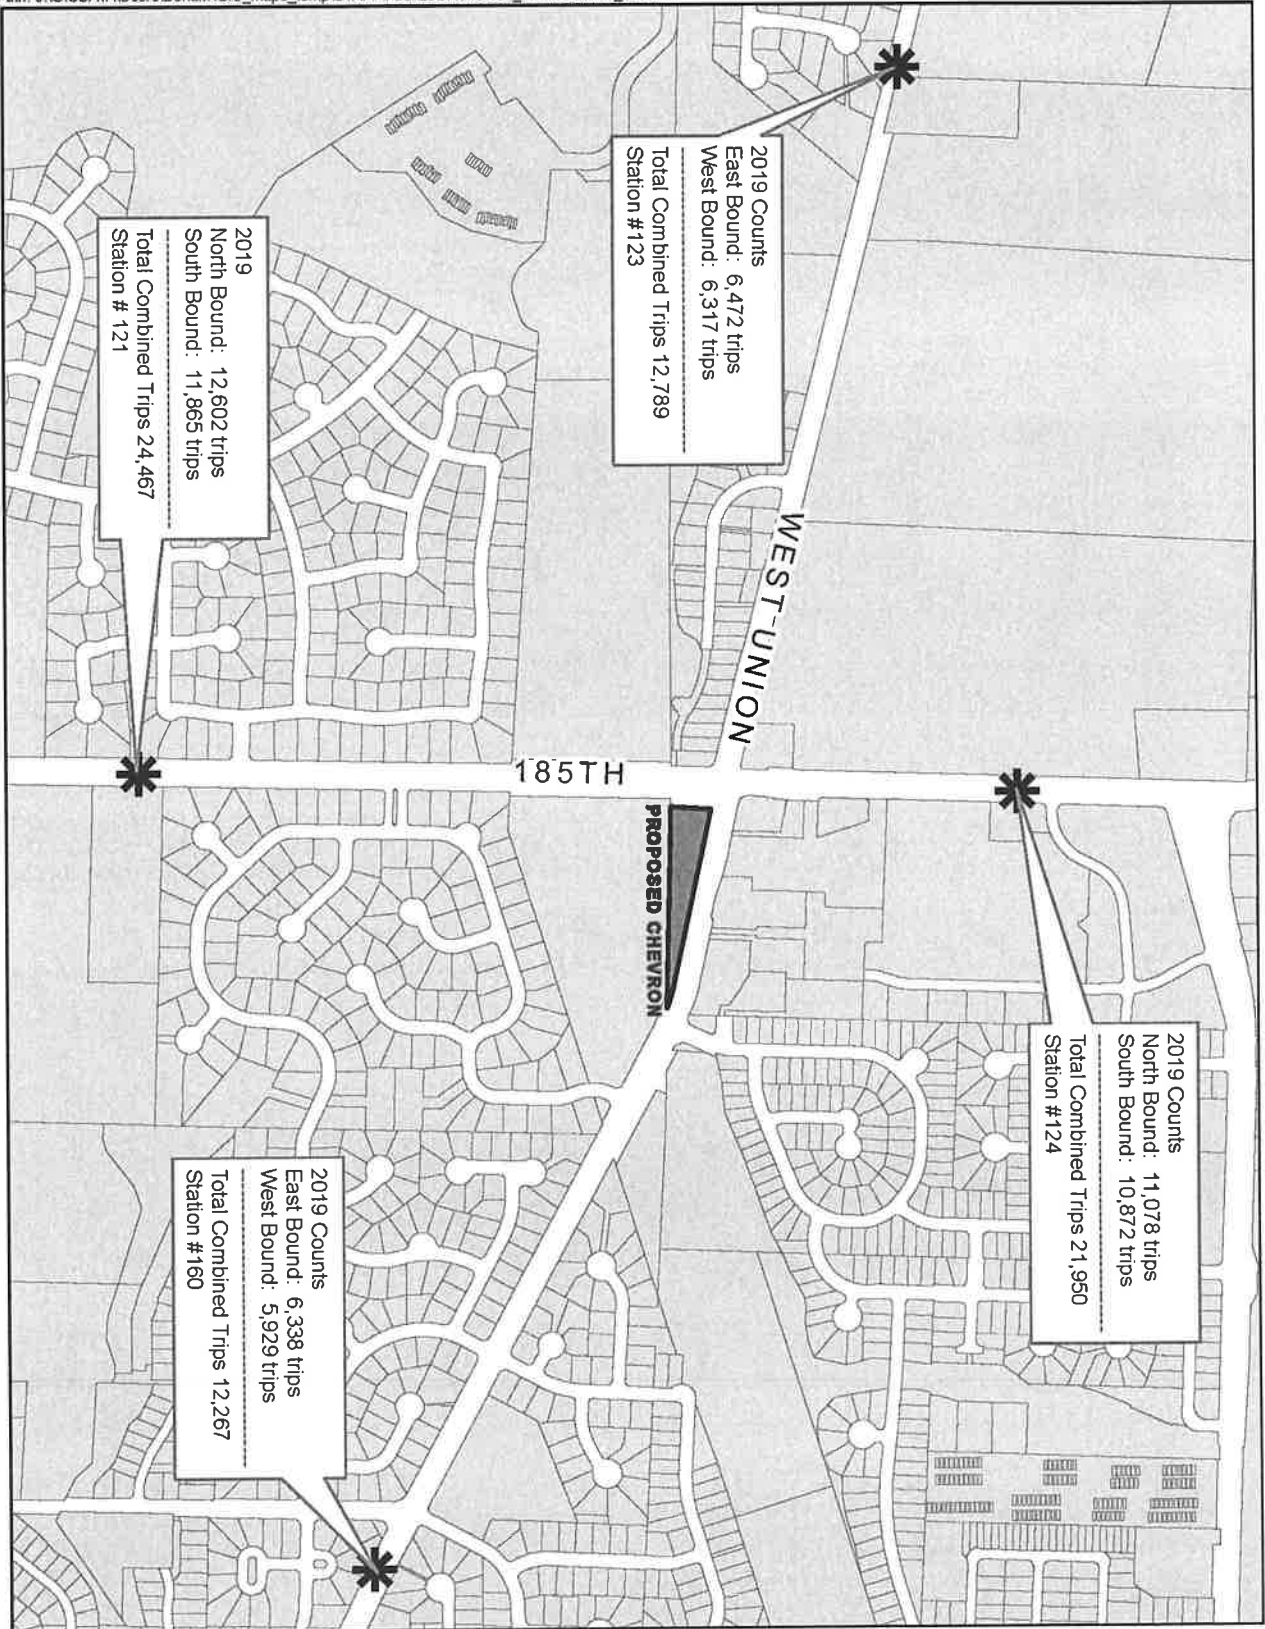 2019 Counts
East Bound: 6,472 trips
West Bound: 6,317 trips
Total Combined Trips 12,789
Station #123
2019
North Bound: 12,602 trips
South Bound: 11,865 trips
Total Combined Trips 24,467
Station # 121
WEST UNION
185TH
PROPOSED CHEVRON
2019 Counts
North Bound: 11,078 trips
South Bound: 10,872 trips
Total Combined Trips 21,950
Station #124
2019 Counts
East Bound: 6,338 trips
West Bound: 5,929 trips
Total Combined Trips 12,267
Station #160